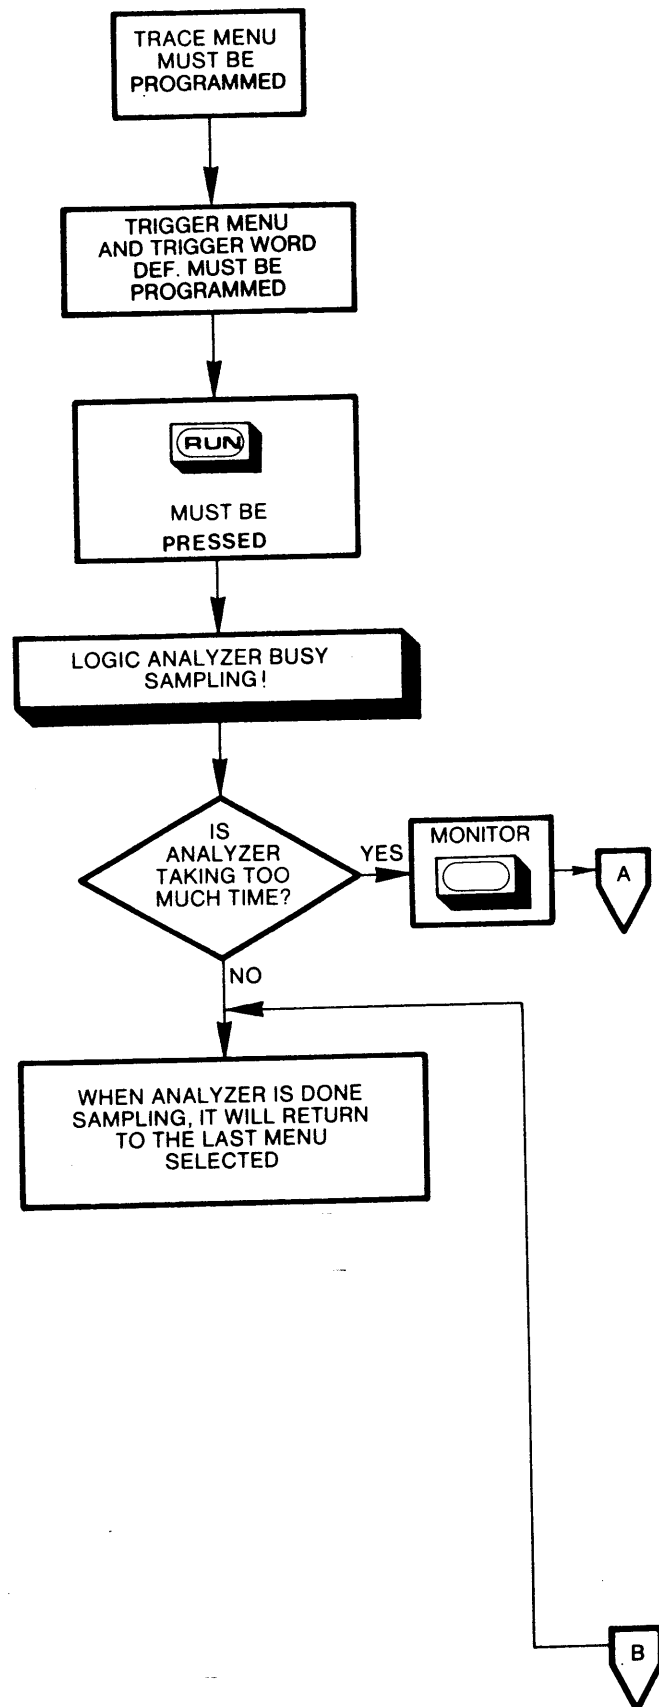 TRACE MENU
MUST BE
PROGRAMMED
TRIGGER MENU
AND TRIGGER WORD
DEF. MUST BE
PROGRAMMED
RUN
MUST BE
PRESSED
LOGIC ANALYZER BUSY
SAMPLING!
IS
ANALYZER
TAKING TOO
MUCH TIME?
YES
MONITOR
A
NO
WHEN ANALYZER IS DONE
SAMPLING, IT WILL RETURN
TO THE LAST MENU
SELECTED
B